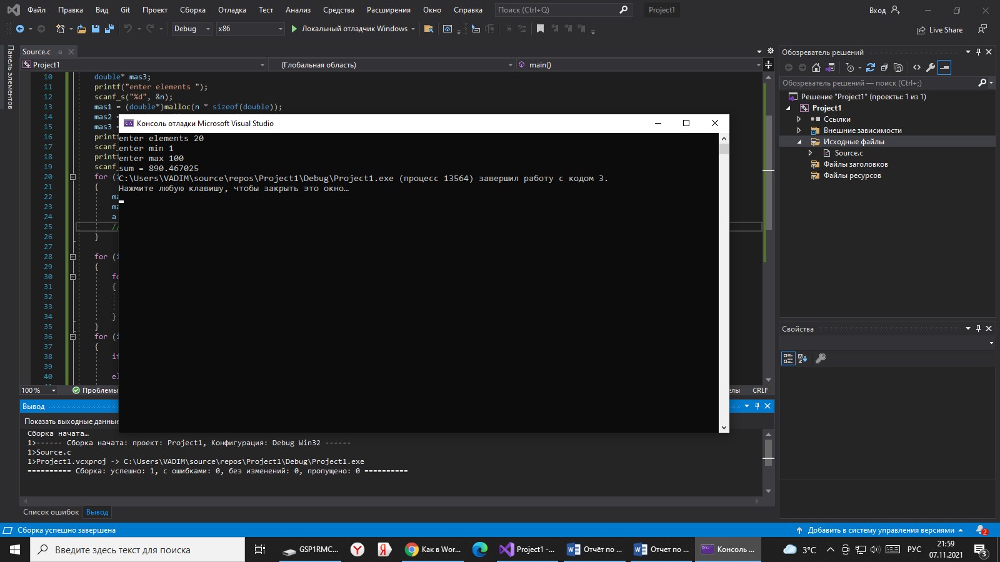 Файл Правка Вид Git Проект Сборка Отладка Тест Анализ Средства Расширения Окно Справка Поиск (Ctrl+Q) Project1 Вход
Debug x86 Локальный отладчик Windows Live Share
Панель элементов
Source.c
Project1 (Глобальная область) main()
10 double* mas3;
11 printf("enter elements ");
12 scanf_s("%d", &n);
13 mas1 = (double*)malloc(n * sizeof(double));
14 mas2 =
15 mas3 =
16 printf
17 scanf_
18 printf
19 scanf_
20 for (i
21 {
22 ma
23 ma
24 a
25 //
26 }
27
28 for (i
29 {
30 fo
31 {
32
33
34 }
35 }
36 for (i
37 {
38 if
39
40 el
100 % Проблемы елы CRLF
Консоль отладки Microsoft Visual Studio
enter elements 20
enter min 1
enter max 100
sum = 890.467025
C:\Users\VADIM\source\repos\Project1\Debug\Project1.exe (процесс 13564) завершил работу с кодом 3.
Нажмите любую клавишу, чтобы закрыть это окно…
Вывод
Показать выходные данные
Сборка начата…
1>------ Сборка начата: проект: Project1, Конфигурация: Debug Win32 ------
1>Source.c
1>Project1.vcxproj -> C:\Users\VADIM\source\repos\Project1\Debug\Project1.exe
========== Сборка: успешно: 1, с ошибками: 0, без изменений: 0, пропущено: 0 ==========
Список ошибок Вывод
Обозреватель решений
Обозреватель решений — поиск (Ctrl+;)
Решение "Project1" (проекты: 1 из 1)
Project1
Ссылки
Внешние зависимости
Исходные файлы
Source.c
Файлы заголовков
Файлы ресурсов
Свойства
Сборка успешно завершена Добавить в систему управления версиями 2
Введите здесь текст для поиска GSP1RMC... Как в Wor... Project1 -... Отчёт по ... Отчет по ... Консоль ... 3°C РУС 21:59
07.11.2021 3